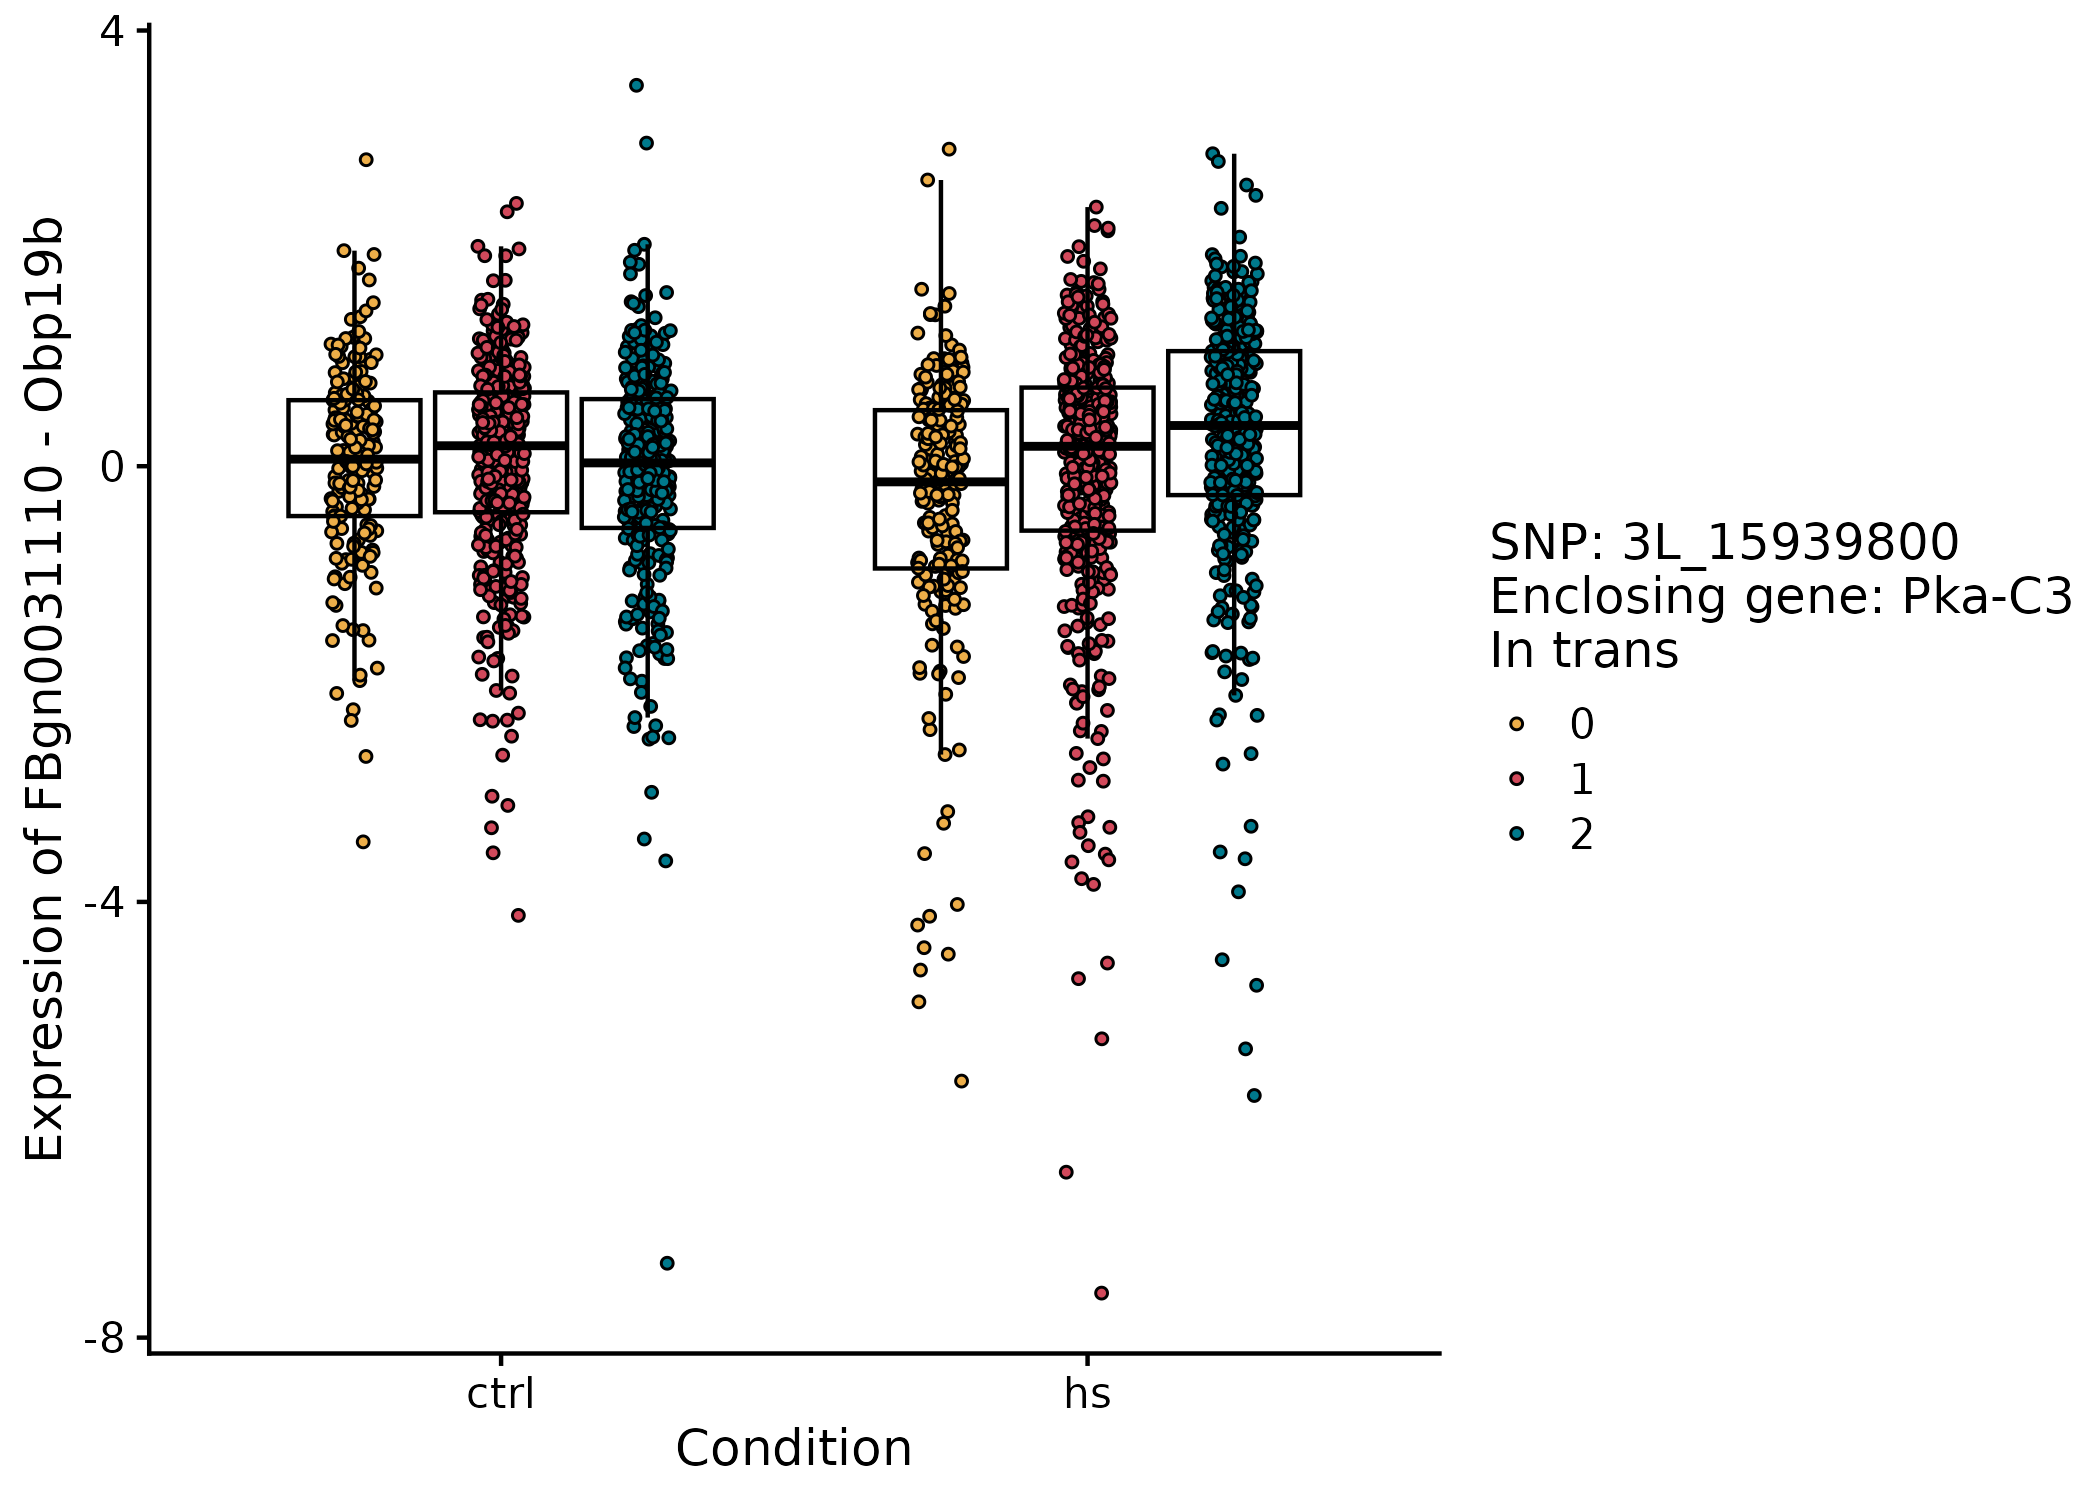 Expression of FBgn0031110 - Obp19b
4
0
-4
-8
ctrl
hs
Condition
SNP: 3L_15939800
Enclosing gene: Pka-C3
In trans
0
1
2